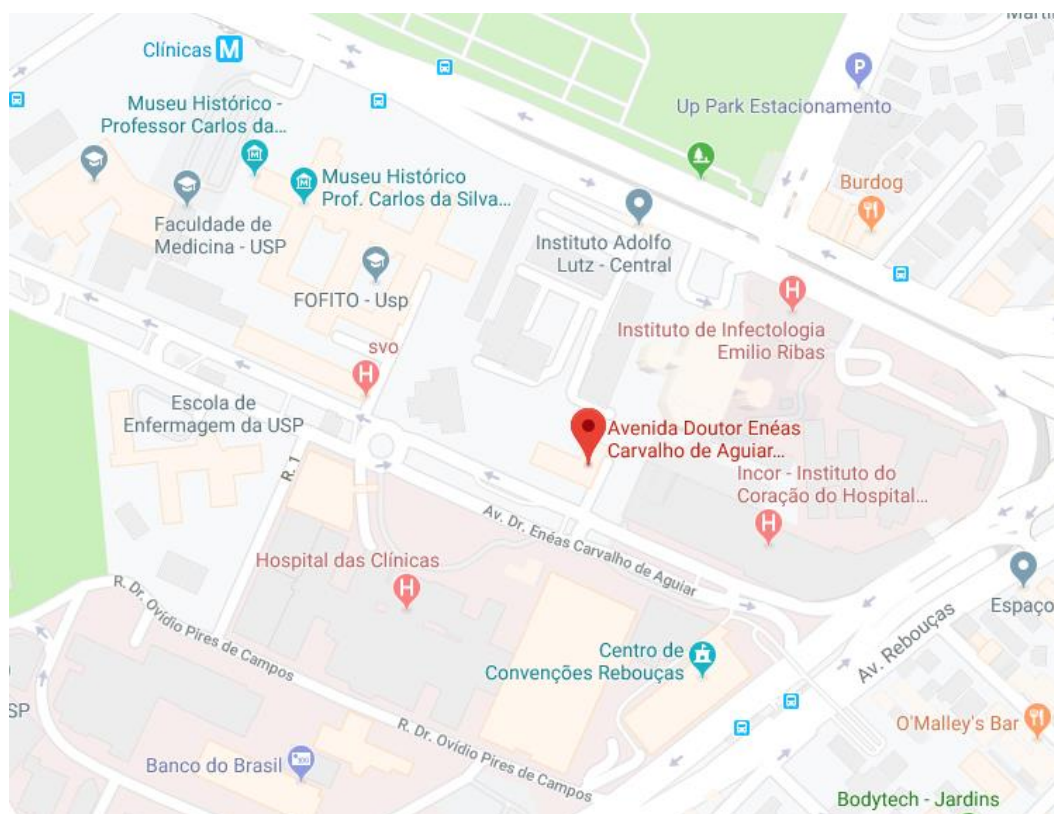 Clínicas M
Museu Histórico -
Professor Carlos da...
Museu Histórico
Prof. Carlos da Silva...
Up Park Estacionamento
P
Burdog
Faculdade de
Medicina - USP
Instituto Adolfo
Lutz - Central
FOFITO - Usp
H
Instituto de Infectologia
Emilio Ribas
svo
H
Escola de
Enfermagem da USP
R. 1
Avenida Doutor Enéas
Carvalho de Aguiar...
Incor - Instituto do
Coração do Hospital...
H
Av. Dr. Enéas Carvalho de Aguiar
Hospital das Clínicas
H
R. Dr. Ovídio Pires de Campos
Espaço
Av. Rebouças
Centro de
Convenções Rebouças
SP
R. Dr. Ovídio Pires de Campos
O'Malley's Bar
Banco do Brasil
Bodytech - Jardins